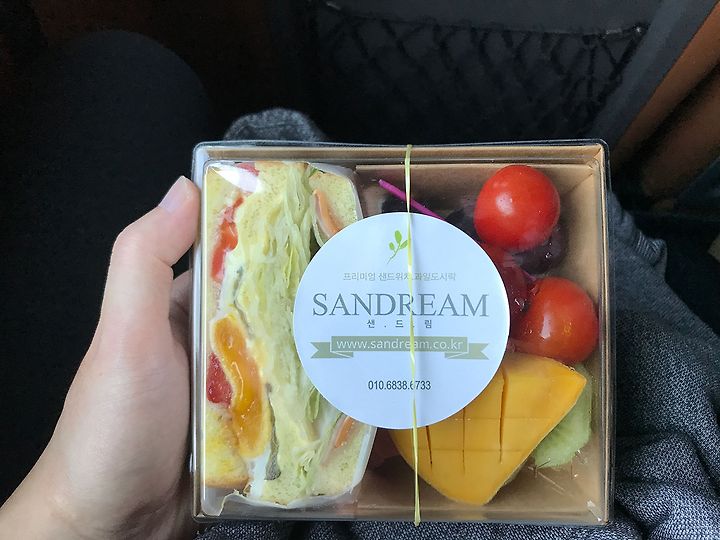 프리미엄 샌드위치 과일도시락
SANDREAM
샌.드.림
www.sandream.co.kr
010.6838.6733